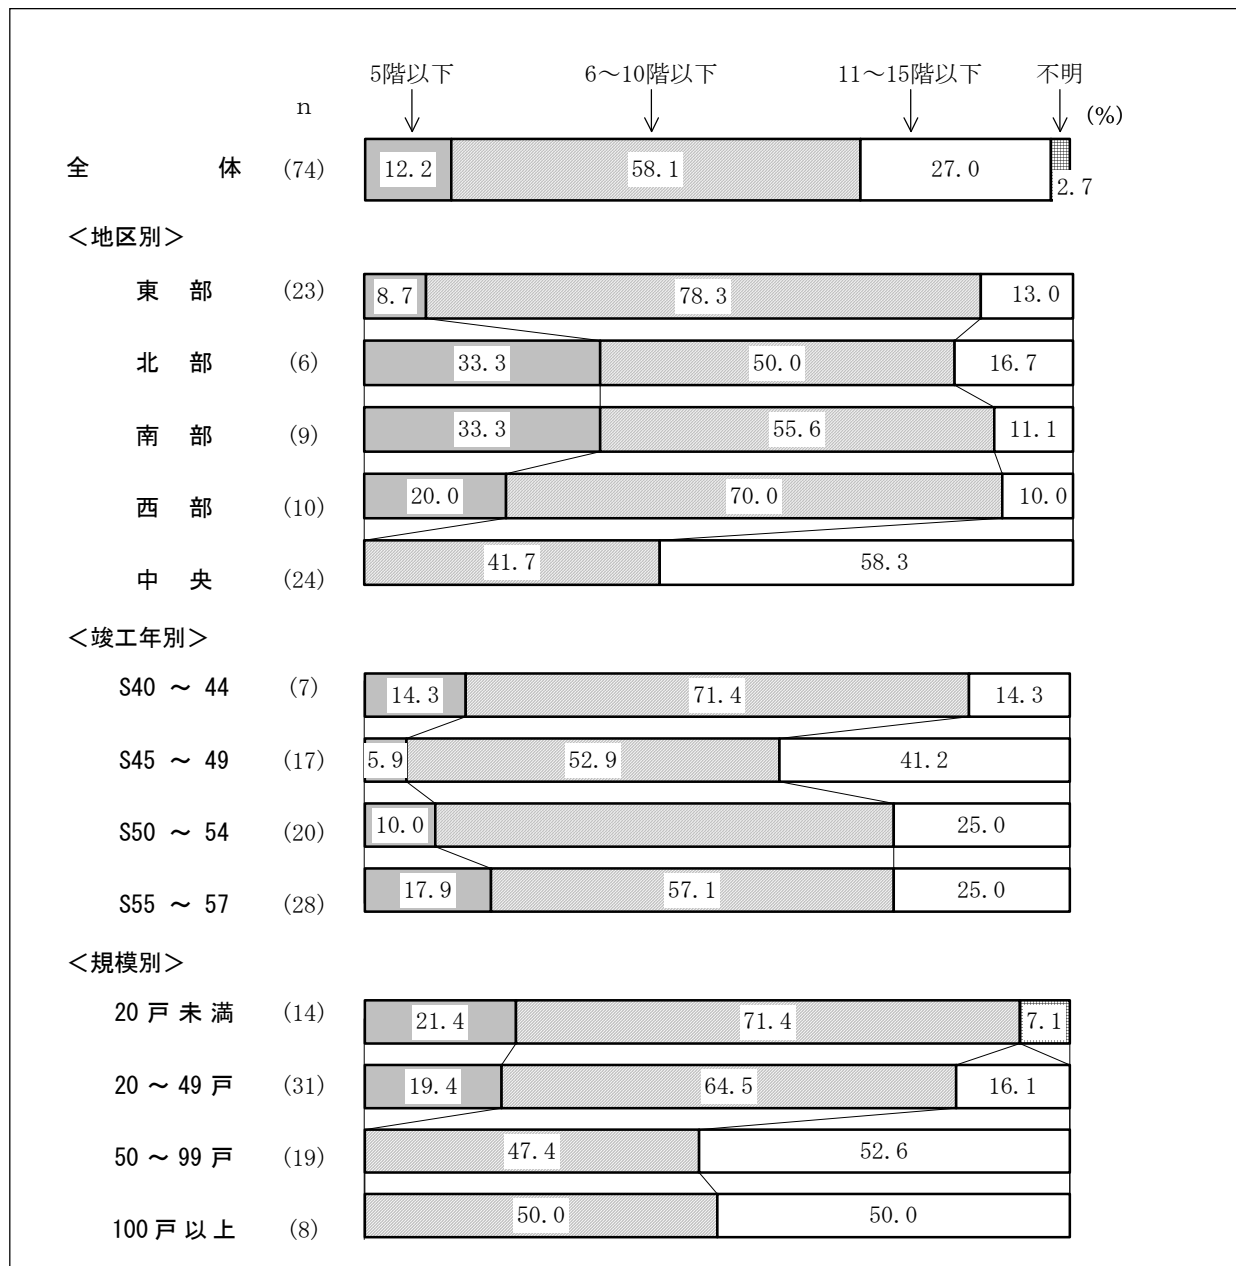 5階以下 6～10階以下 11～15階以下 不明
n (%)
全体 (74) 12.2 58.1 27.0 2.7
＜地区別＞
東部 (23) 8.7 78.3 13.0
北部 (6) 33.3 50.0 16.7
南部 (9) 33.3 55.6 11.1
西部 (10) 20.0 70.0 10.0
中央 (24) 41.7 58.3
＜竣工年別＞
S40 ～ 44 (7) 14.3 71.4 14.3
S45 ～ 49 (17) 5.9 52.9 41.2
S50 ～ 54 (20) 10.0 25.0
S55 ～ 57 (28) 17.9 57.1 25.0
＜規模別＞
20戸未満 (14) 21.4 71.4 7.1
20 ～ 49 戸 (31) 19.4 64.5 16.1
50 ～ 99 戸 (19) 47.4 52.6
100戸以上 (8) 50.0 50.0